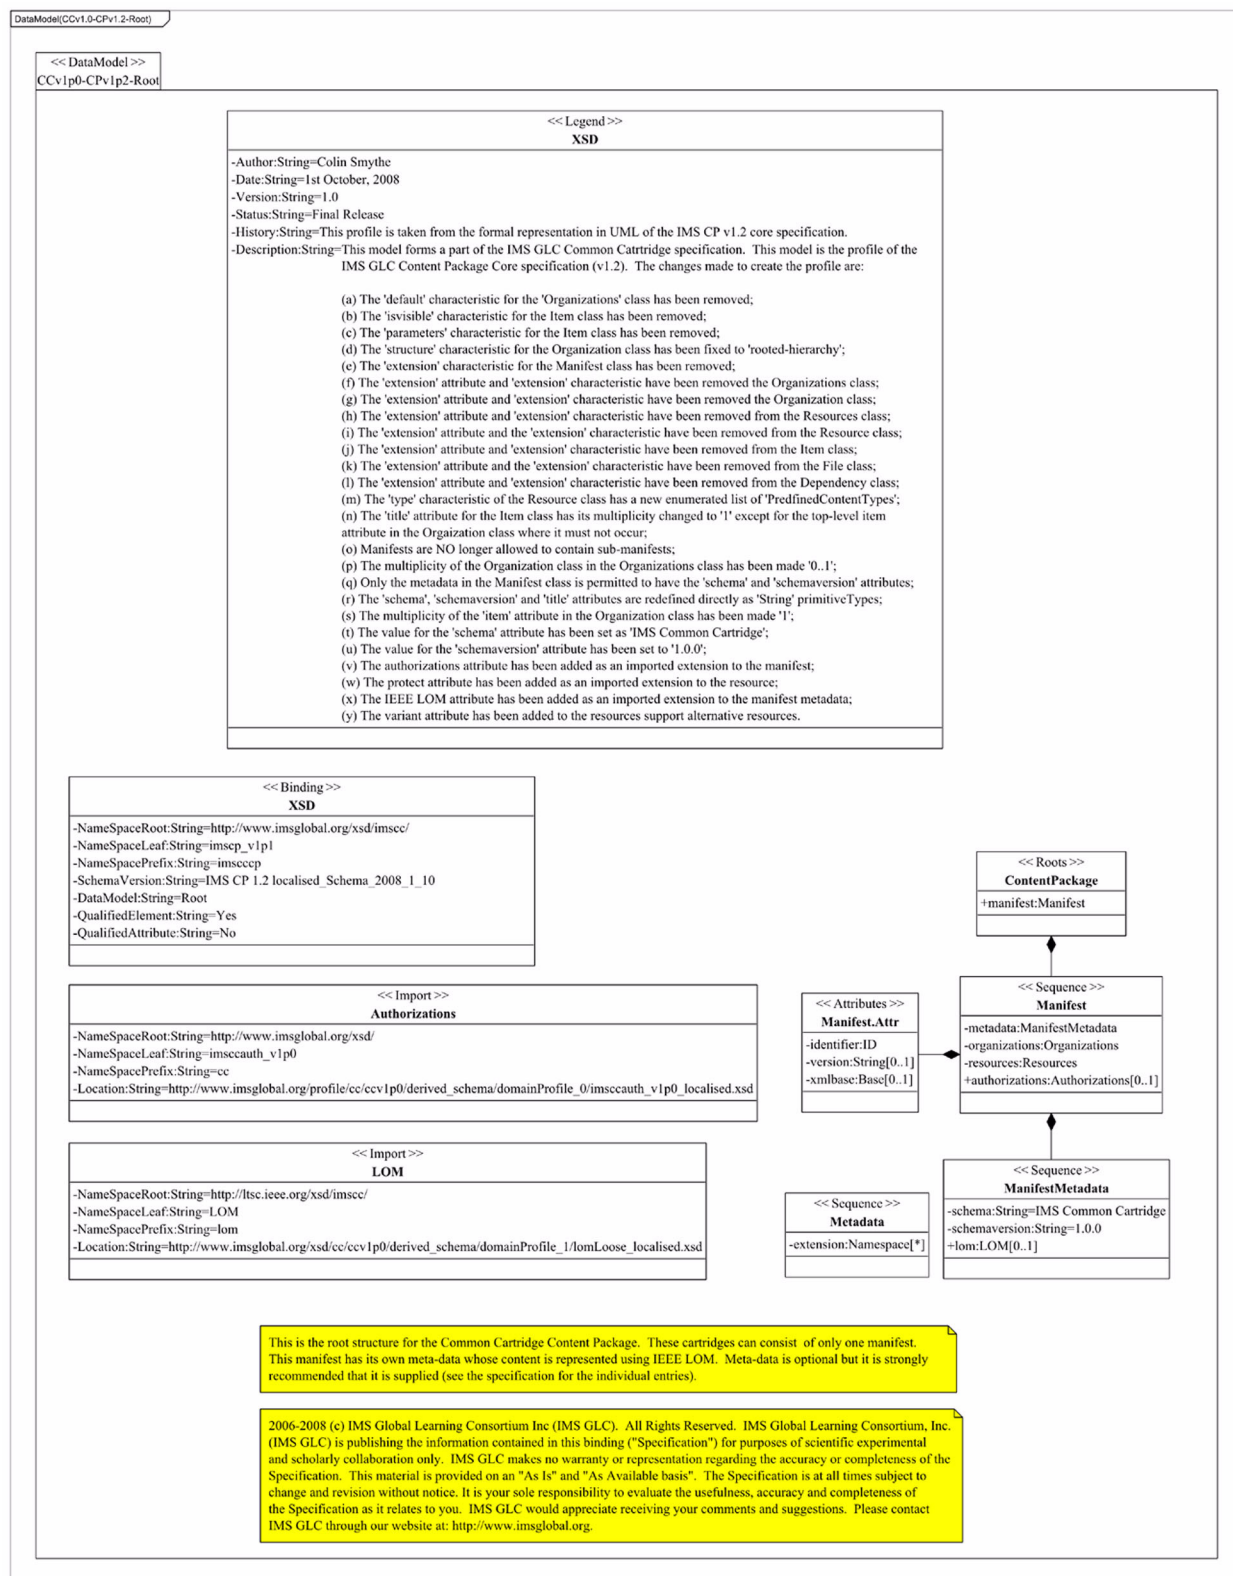 DataModel(CCv1.0-CPv1.2-Root)
<< DataModel >>
CCv1p0-CPv1p2-Root
<< Legend >>
XSD
-Author:String=Colin Smythe
-Date:String=1st October, 2008
-Version:String=1.0
-Status:String=Final Release
-History:String=This profile is taken from the formal representation in UML of the IMS CP v1.2 core specification.
-Description:String=This model forms a part of the IMS GLC Common Catrtridge specification. This model is the profile of the
IMS GLC Content Package Core specification (v1.2). The changes made to create the profile are:
(a) The 'default' characteristic for the 'Organizations' class has been removed;
(b) The 'isvisible' characteristic for the Item class has been removed;
(c) The 'parameters' characteristic for the Item class has been removed;
(d) The 'structure' characteristic for the Organization class has been fixed to 'rooted-hierarchy';
(e) The 'extension' characteristic for the Manifest class has been removed;
(f) The 'extension' attribute and 'extension' characteristic have been removed the Organizations class;
(g) The 'extension' attribute and 'extension' characteristic have been removed the Organization class;
(h) The 'extension' attribute and 'extension' characteristic have been removed from the Resources class;
(i) The 'extension' attribute and the 'extension' characteristic have been removed from the Resource class;
(j) The 'extension' attribute and 'extension' characteristic have been removed from the Item class;
(k) The 'extension' attribute and the 'extension' characteristic have been removed from the File class;
(l) The 'extension' attribute and 'extension' characteristic have been removed from the Dependency class;
(m) The 'type' characteristic of the Resource class has a new enumerated list of 'PredfinedContentTypes';
(n) The 'title' attribute for the Item class has its multiplicity changed to '1' except for the top-level item
attribute in the Orgaization class where it must not occur;
(o) Manifests are NO longer allowed to contain sub-manifests;
(p) The multiplicity of the Organization class in the Organizations class has been made '0..1';
(q) Only the metadata in the Manifest class is permitted to have the 'schema' and 'schemaversion' attributes;
(r) The 'schema', 'schemaversion' and 'title' attributes are redefined directly as 'String' primitiveTypes;
(s) The multiplicity of the 'item' attribute in the Organization class has been made '1';
(t) The value for the 'schema' attribute has been set as 'IMS Common Cartridge';
(u) The value for the 'schemaversion' attribute has been set to '1.0.0';
(v) The authorizations attribute has been added as an imported extension to the manifest;
(w) The protect attribute has been added as an imported extension to the resource;
(x) The IEEE LOM attribute has been added as an imported extension to the manifest metadata;
(y) The variant attribute has been added to the resources support alternative resources.
<< Binding >>
XSD
-NameSpaceRoot:String=http://www.imsglobal.org/xsd/imscc/
-NameSpaceLeaf:String=imscp_v1p1
-NameSpacePrefix:String=imscccp
-SchemaVersion:String=IMS CP 1.2 localised_Schema_2008_1_10
-DataModel:String=Root
-QualifiedElement:String=Yes
-QualifiedAttribute:String=No
<< Roots >>
ContentPackage
+manifest:Manifest
<< Import >>
Authorizations
-NameSpaceRoot:String=http://www.imsglobal.org/xsd/
-NameSpaceLeaf:String=imsccauth_v1p0
-NameSpacePrefix:String=cc
-Location:String=http://www.imsglobal.org/profile/cc/ccv1p0/derived_schema/domainProfile_0/imsccauth_v1p0_localised.xsd
<< Attributes >>
Manifest.Attr
-identifier:ID
-version:String[0..1]
-xmlbase:Base[0..1]
<< Sequence >>
Manifest
-metadata:ManifestMetadata
-organizations:Organizations
-resources:Resources
+authorizations:Authorizations[0..1]
<< Import >>
LOM
-NameSpaceRoot:String=http://ltsc.ieee.org/xsd/imscc/
-NameSpaceLeaf:String=LOM
-NameSpacePrefix:String=lom
-Location:String=http://www.imsglobal.org/xsd/cc/ccv1p0/derived_schema/domainProfile_1/lomLoose_localised.xsd
<< Sequence >>
Metadata
-extension:Namespace[*]
<< Sequence >>
ManifestMetadata
-schema:String=IMS Common Cartridge
-schemaversion:String=1.0.0
+lom:LOM[0..1]
This is the root structure for the Common Cartridge Content Package. These cartridges can consist of only one manifest.
This manifest has its own meta-data whose content is represented using IEEE LOM. Meta-data is optional but it is strongly
recommended that it is supplied (see the specification for the individual entries).
2006-2008 (c) IMS Global Learning Consortium Inc (IMS GLC). All Rights Reserved. IMS Global Learning Consortium, Inc.
(IMS GLC) is publishing the information contained in this binding ("Specification") for purposes of scientific experimental
and scholarly collaboration only. IMS GLC makes no warranty or representation regarding the accuracy or completeness of the
Specification. This material is provided on an "As Is" and "As Available basis". The Specification is at all times subject to
change and revision without notice. It is your sole responsibility to evaluate the usefulness, accuracy and completeness of
the Specification as it relates to you. IMS GLC would appreciate receiving your comments and suggestions. Please contact
IMS GLC through our website at: http://www.imsglobal.org.